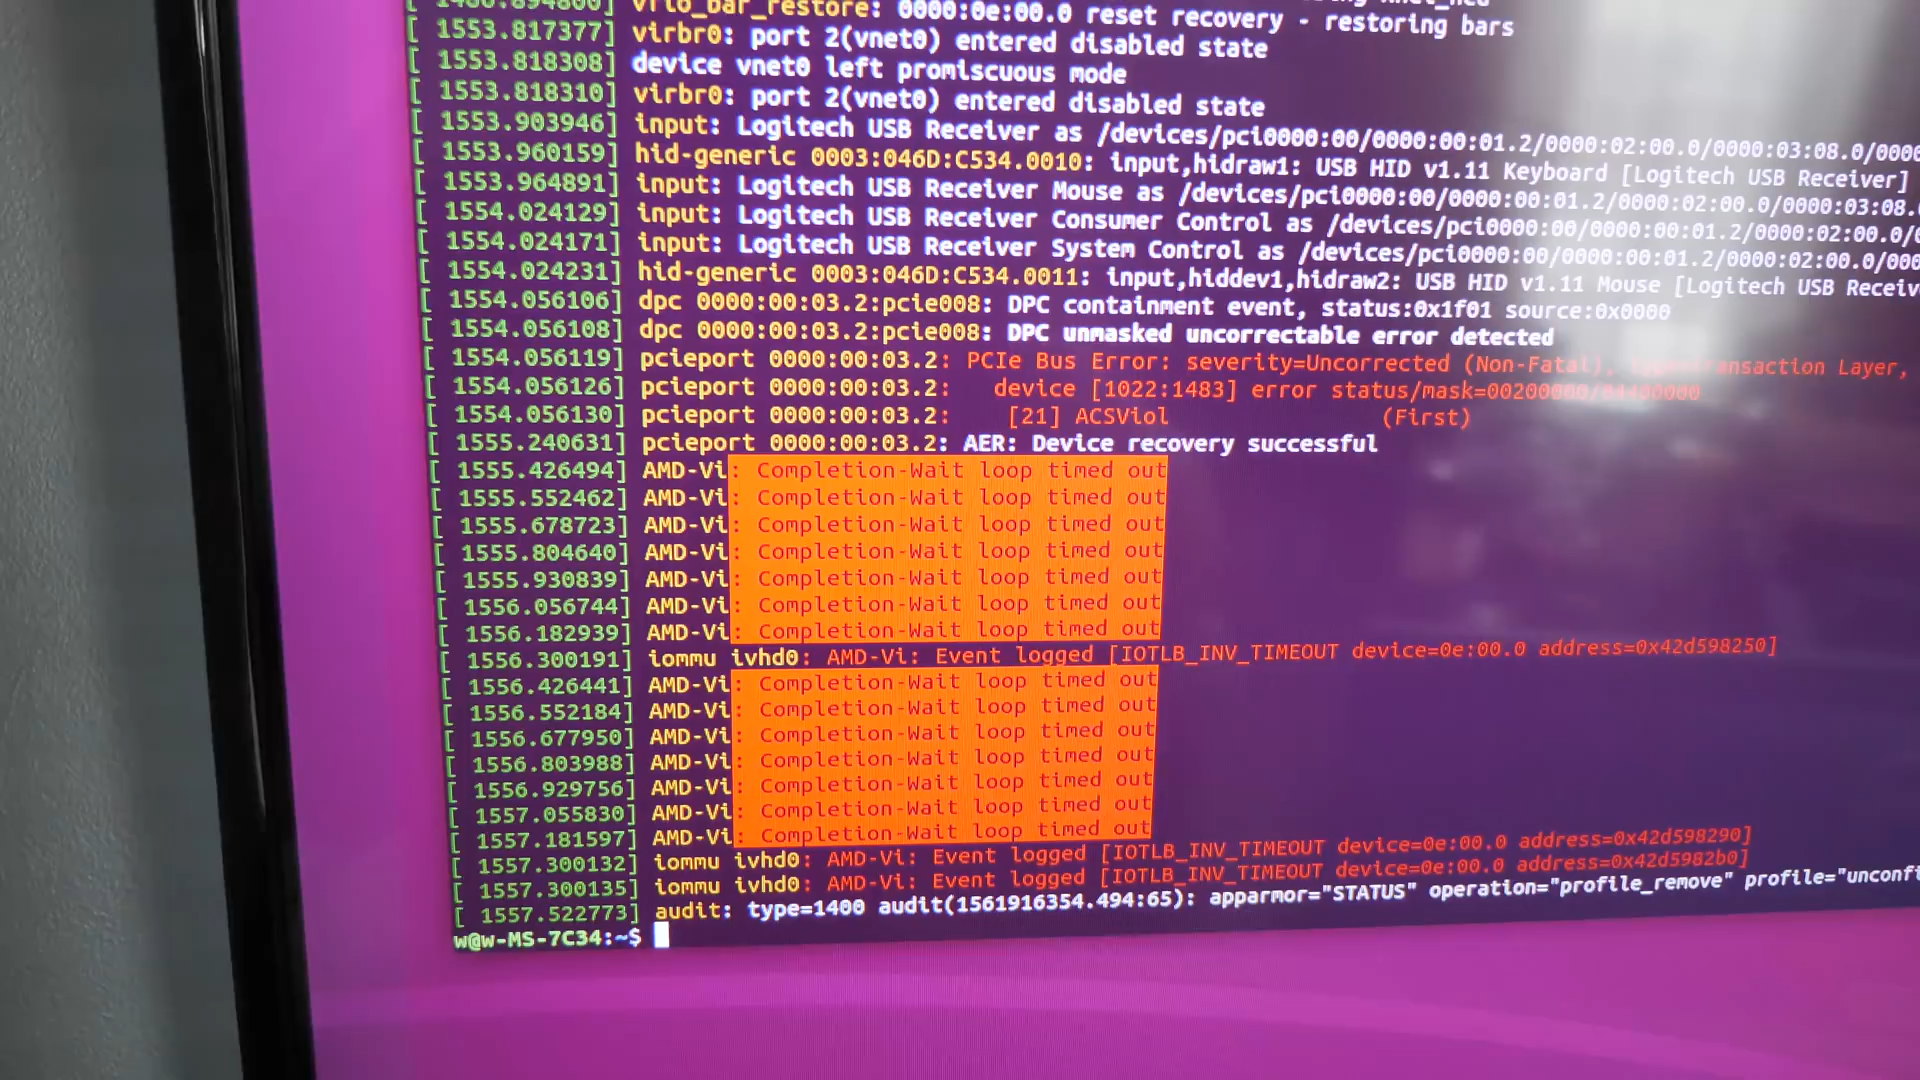 vfio_bar_restore: 0000:0e:00.0 reset recovery - restoring bars
[ 1553.817377] virbr0: port 2(vnet0) entered disabled state
[ 1553.818308] device vnet0 left promiscuous mode
[ 1553.818310] virbr0: port 2(vnet0) entered disabled state
[ 1553.903946] input: Logitech USB Receiver as /devices/pci0000:00/0000:00:01.2/0000:02:00.0/0000:03:08.0/0000
[ 1553.960159] hid-generic 0003:046D:C534.0010: input,hidraw1: USB HID v1.11 Keyboard [Logitech USB Receiver]
[ 1553.964891] input: Logitech USB Receiver Mouse as /devices/pci0000:00/0000:00:01.2/0000:02:00.0/0000:03:08.
[ 1554.024129] input: Logitech USB Receiver Consumer Control as /devices/pci0000:00/0000:00:01.2/0000:02:00.0/
[ 1554.024171] input: Logitech USB Receiver System Control as /devices/pci0000:00/0000:00:01.2/0000:02:00.0/000
[ 1554.024231] hid-generic 0003:046D:C534.0011: input,hiddev1,hidraw2: USB HID v1.11 Mouse [Logitech USB Receiv
[ 1554.056106] dpc 0000:00:03.2:pcie008: DPC containment event, status:0x1f01 source:0x0000
[ 1554.056108] dpc 0000:00:03.2:pcie008: DPC unmasked uncorrectable error detected
[ 1554.056119] pcieport 0000:00:03.2: PCIe Bus Error: severity=Uncorrected (Non-Fatal), Layer,
[ 1554.056126] pcieport 0000:00:03.2: device [1022:1483] error status/mask=00200000/04400000
[ 1554.056130] pcieport 0000:00:03.2: [21] ACSViol (First)
[ 1555.240631] pcieport 0000:00:03.2: AER: Device recovery successful
[ 1555.426494] AMD-Vi: Completion-Wait loop timed out
[ 1555.552462] AMD-Vi: Completion-Wait loop timed out
[ 1555.678723] AMD-Vi: Completion-Wait loop timed out
[ 1555.804640] AMD-Vi: Completion-Wait loop timed out
[ 1555.930839] AMD-Vi: Completion-Wait loop timed out
[ 1556.056744] AMD-Vi: Completion-Wait loop timed out
[ 1556.182939] AMD-Vi: Completion-Wait loop timed out
[ 1556.300191] iommu ivhd0: AMD-Vi: Event logged [IOTLB_INV_TIMEOUT device=0e:00.0 address=0x42d598250]
[ 1556.426441] AMD-Vi: Completion-Wait loop timed out
[ 1556.552184] AMD-Vi: Completion-Wait loop timed out
[ 1556.677950] AMD-Vi: Completion-Wait loop timed out
[ 1556.803988] AMD-Vi: Completion-Wait loop timed out
[ 1556.929756] AMD-Vi: Completion-Wait loop timed out
[ 1557.055830] AMD-Vi: Completion-Wait loop timed out
[ 1557.181597] AMD-Vi: Completion-Wait loop timed out
[ 1557.300132] iommu ivhd0: AMD-Vi: Event logged [IOTLB_INV_TIMEOUT device=0e:00.0 address=0x42d598290]
[ 1557.300135] iommu ivhd0: AMD-Vi: Event logged [IOTLB_INV_TIMEOUT device=0e:00.0 address=0x42d5982b0]
[ 1557.522773] audit: type=1400 audit(1561916354.494:65): apparmor="STATUS" operation="profile_remove" profile="unconfi
w@w-MS-7C34:~$